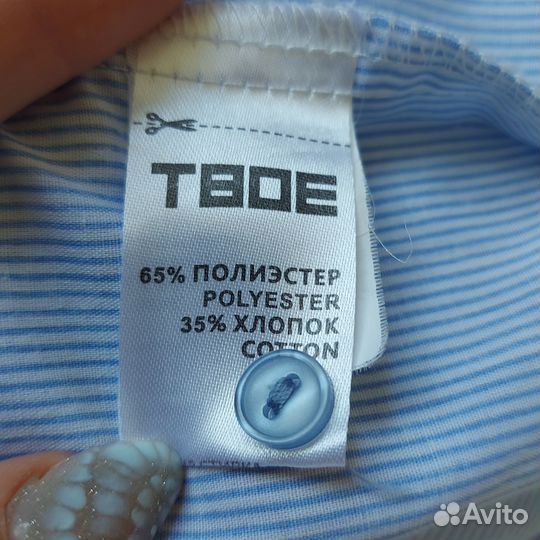 ТВОЕ
65% ПОЛИЭСТЕР
POLYESTER
35% ХЛОПОК
COTTON
Avito